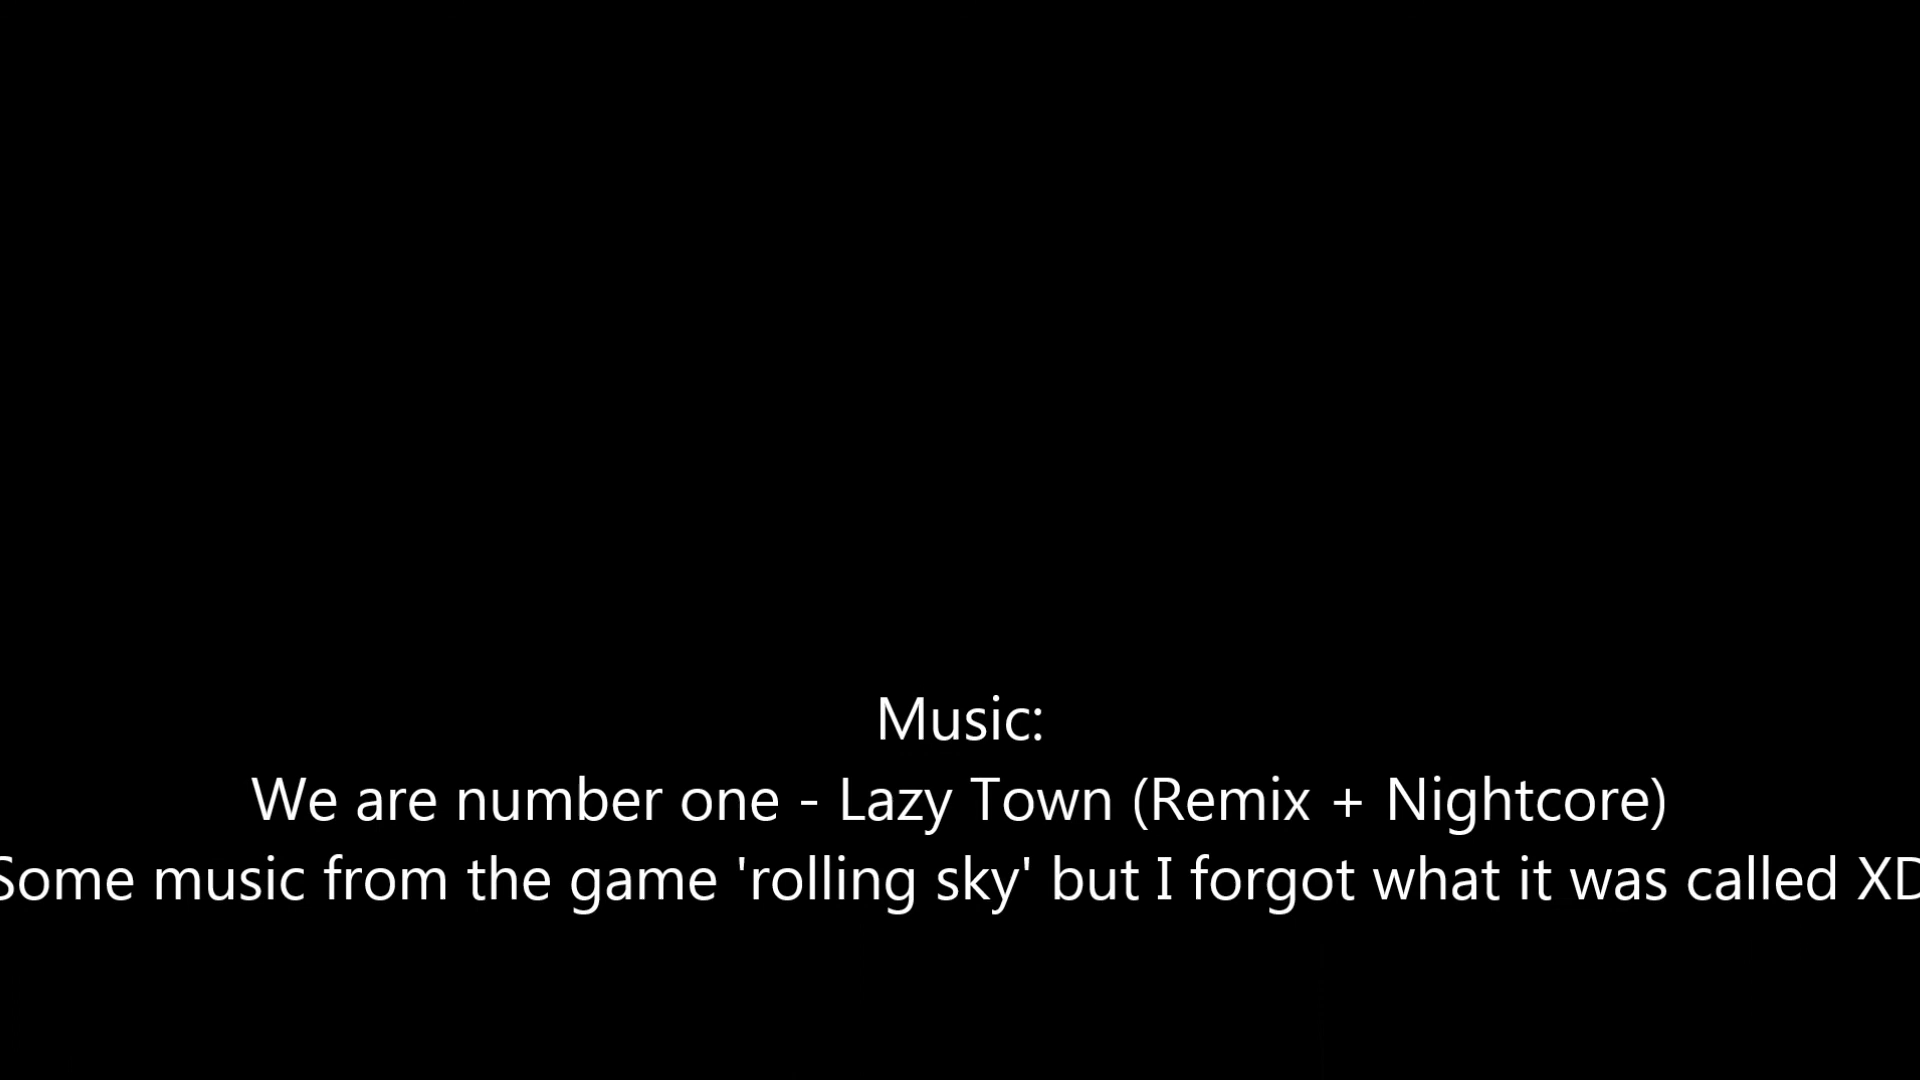 Music:
We are number one - Lazy Town (Remix + Nightcore)
Some music from the game 'rolling sky' but I forgot what it was called XD